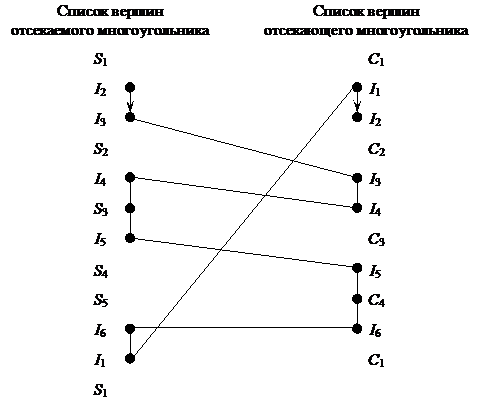 Список вершин отсекаемого многоугольника
Список вершин отсекающего многоугольника
S1 C1
I2 I1
I3 I2
S2 C2
I4 I3
S3 I4
I5 C3
S4 I5
S5 C4
I6 I6
I1 C1
S1